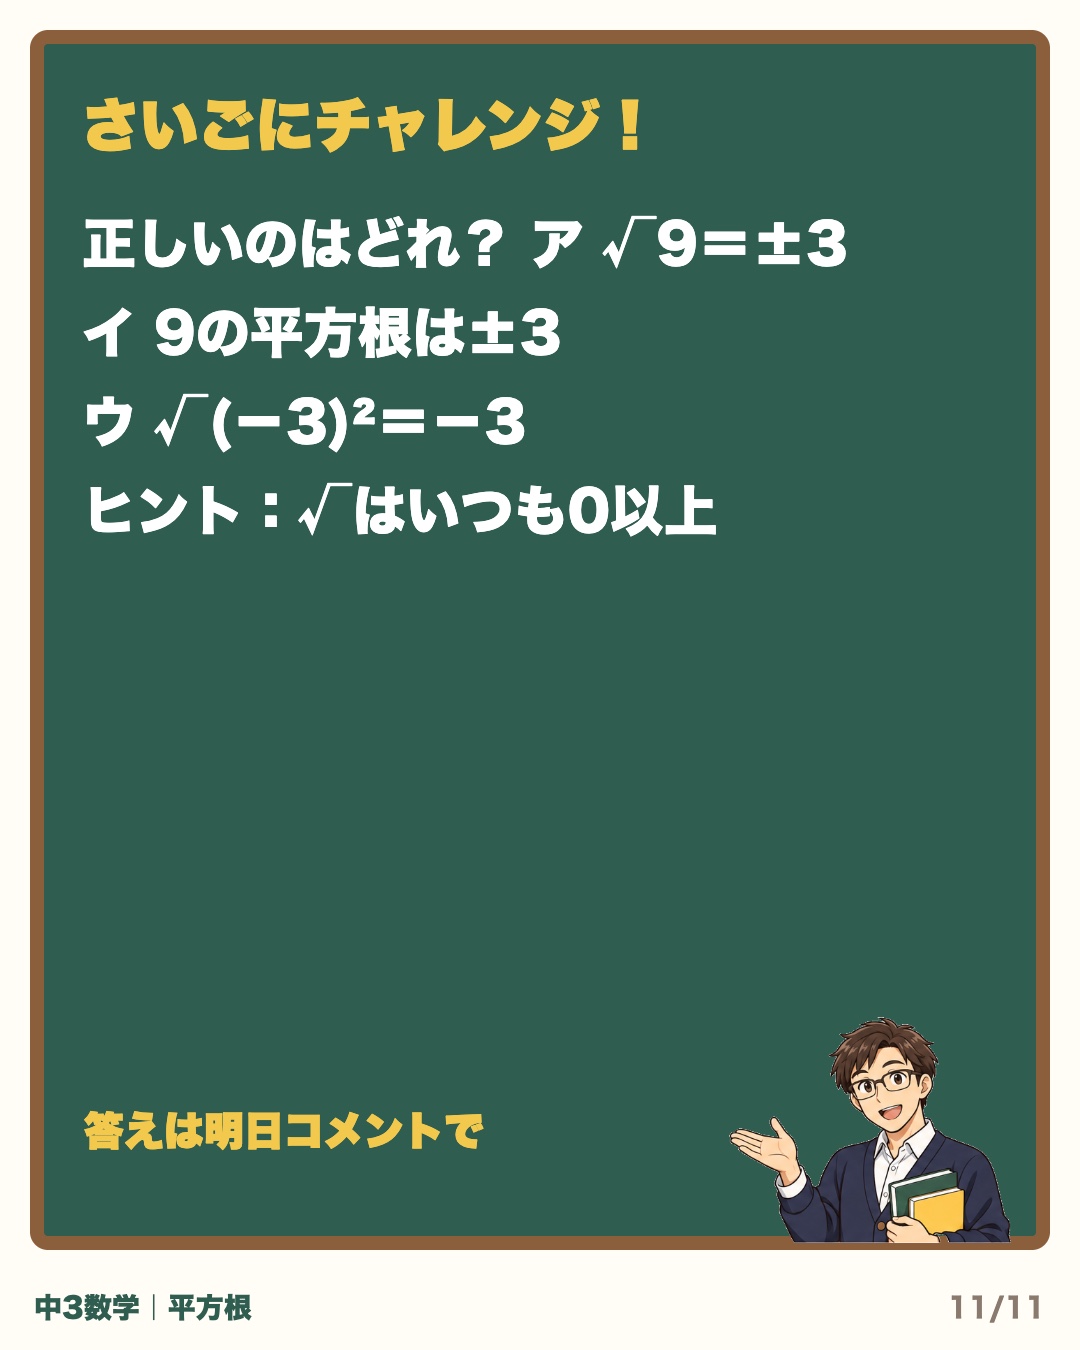 さいごにチャレンジ！
正しいのはどれ？ ア √9＝±3
イ 9の平方根は±3
ウ √(－3)²＝－3
ヒント：√はいつも0以上
答えは明日コメントで
中3数学｜平方根
11/11